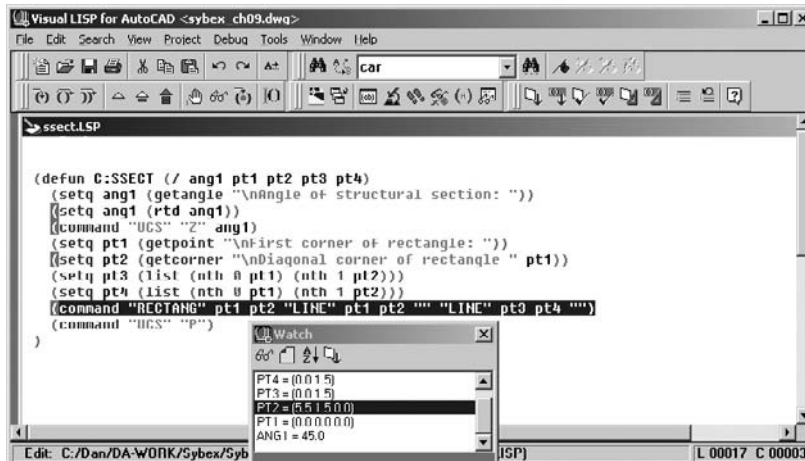 Visual LISP for AutoCAD <sybex_ch09.dwg>
File Edit Search View Project Debug Tools Window Help
car
ssect.LSP
(defun C:SSECT (/ ang1 pt1 pt2 pt3 pt4)
(setq ang1 (getangle "\nAngle of structural section: "))
(setq ang1 (rtd ang1))
(command "UCS" "Z" ang1)
(setq pt1 (getpoint "\nFirst corner of rectangle: "))
(setq pt2 (getcorner "\nDiagonal corner of rectangle " pt1))
(setq pt3 (list (nth 0 pt1) (nth 1 pt2)))
(setq pt4 (list (nth 0 pt1) (nth 1 pt2)))
(command "RECTANG" pt1 pt2 "LINE" pt1 pt2 "" "LINE" pt3 pt4 "")
(command "UCS" "P")
)
Watch
PT4 = (0.0 1.5)
PT3 = (0.0 1.5)
PT2 = (5.5 1.5 0.0)
PT1 = (0.0 0.0 0.0)
ANG1 = 45.0
Edit: C:/Dan/DA-WORK/Sybex/Syb LISP) L 00017 C 00003